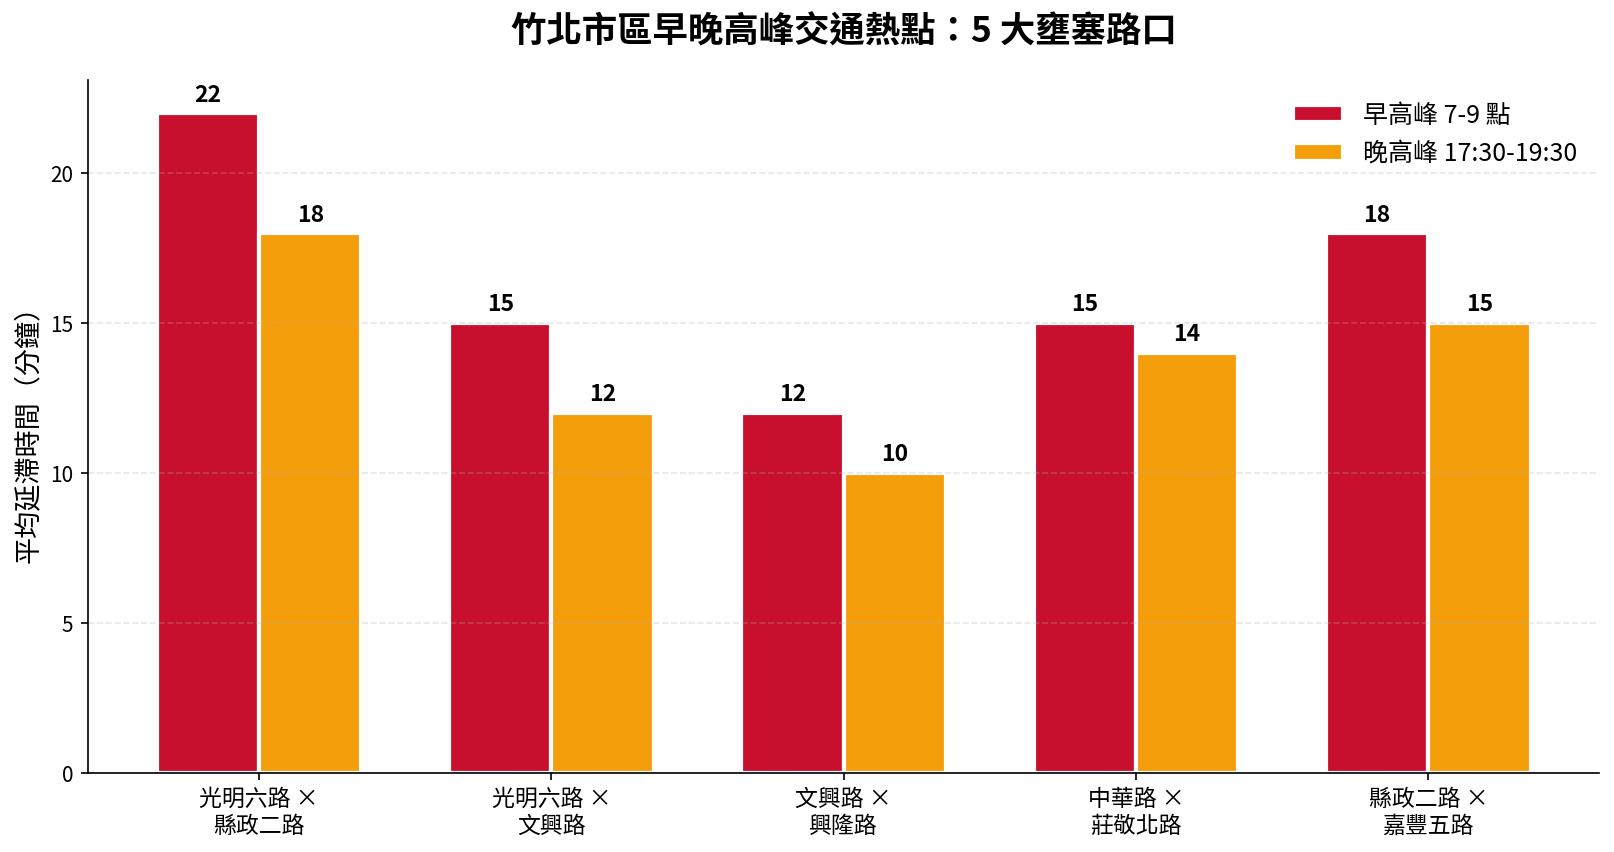 竹北市區早晚高峰交通熱點：5 大壅塞路口
早高峰 7-9 點
晚高峰 17:30-19:30
平均延滯時間（分鐘）
20
15
10
5
0
22
18
15
12
12
10
15
14
18
15
光明六路 ×
縣政二路
光明六路 ×
文興路
文興路 ×
興隆路
中華路 ×
莊敬北路
縣政二路 ×
嘉豐五路